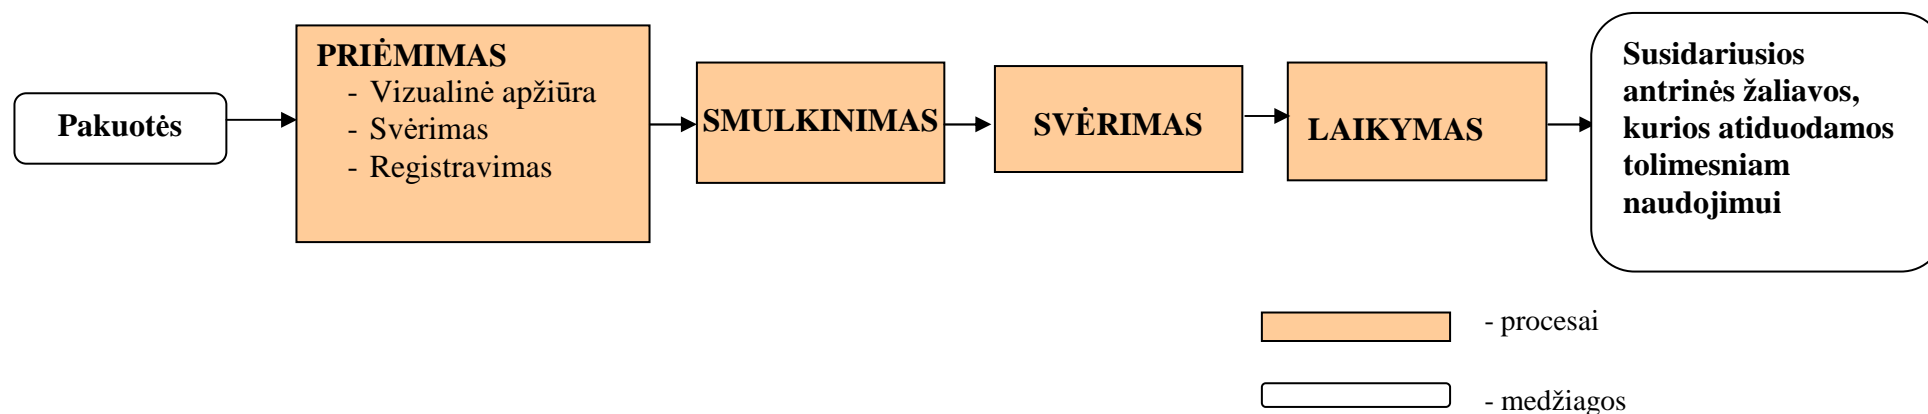 Pakuotės
PRIĖMIMAS
- Vizualinė apžiūra
- Svėrimas
- Registravimas
SMULKINIMAS
SVĖRIMAS
LAIKYMAS
Susidariusios
antrinės žaliavos,
kurios atiduodamos
tolimesniam
naudojimui
- procesai
- medžiagos